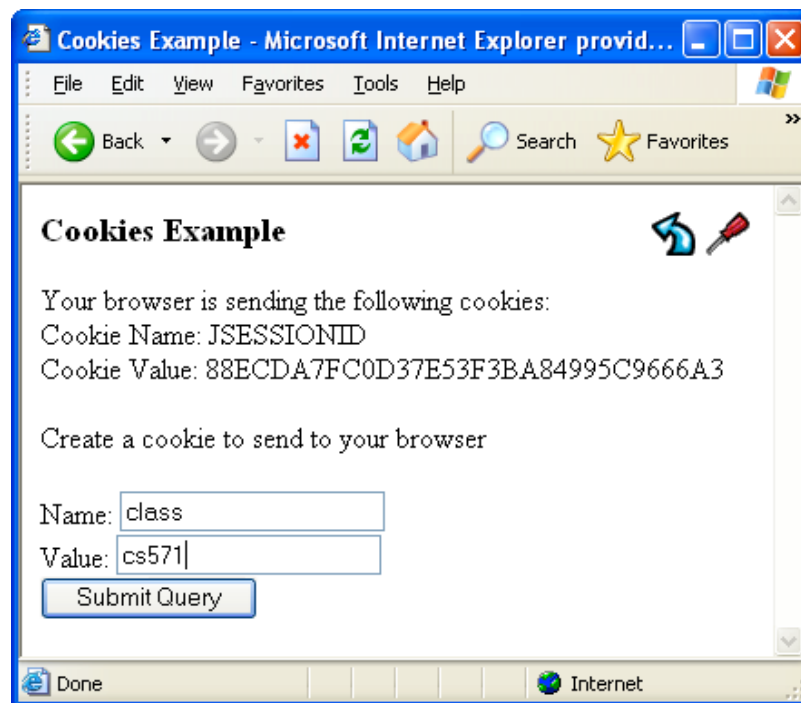 Cookies Example - Microsoft Internet Explorer provid...
File Edit View Favorites Tools Help
Back Search Favorites »
Cookies Example
Your browser is sending the following cookies:
Cookie Name: JSESSIONID
Cookie Value: 88ECDA7FC0D37E53F3BA84995C9666A3
Create a cookie to send to your browser
Name: class
Value: cs571
Submit Query
Done Internet